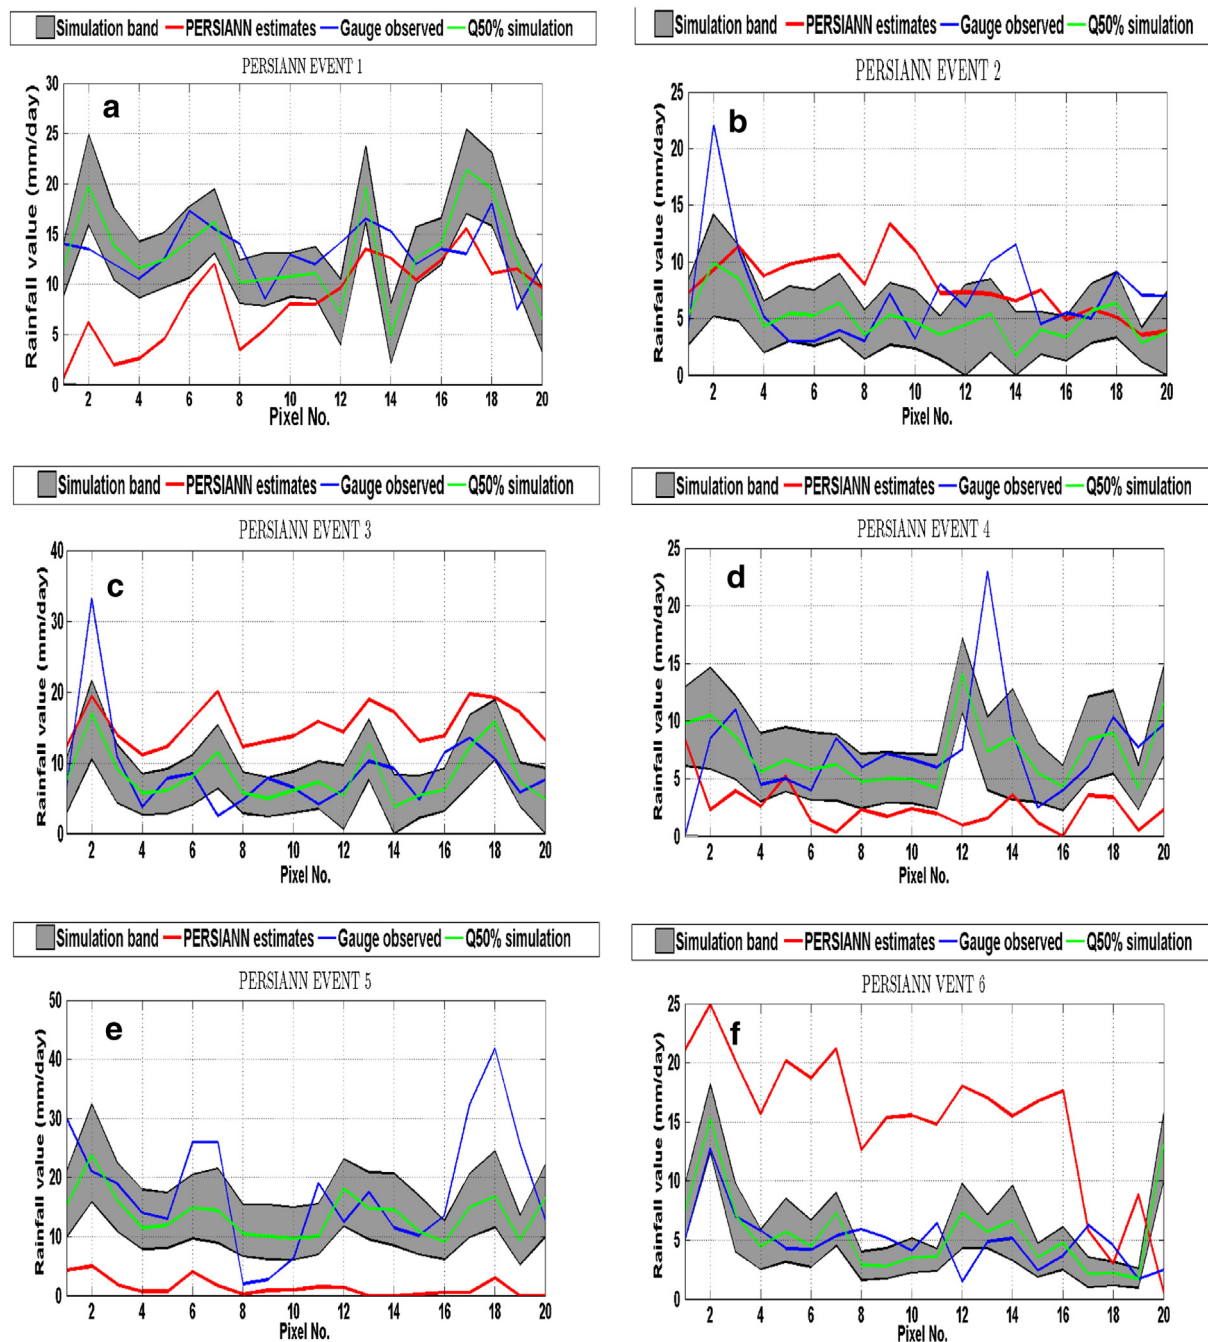 Simulation band PERSIANN estimates Gauge observed Q50% simulation
PERSIANN EVENT 1
a
Rainfall value (mm/day)
30
25
20
15
10
5
0
2 4 6 8 10 12 14 16 18 20
Pixel No.
Simulation band PERSIANN estimates Gauge observed Q50% simulation
PERSIANN EVENT 2
b
Rainfall value (mm/day)
25
20
15
10
5
0
2 4 6 8 10 12 14 16 18 20
Pixel No.
Simulation band PERSIANN estimates Gauge observed Q50% simulation
PERSIANN EVENT 3
c
Rainfall value (mm/day)
40
30
20
10
0
2 4 6 8 10 12 14 16 18 20
Pixel No.
Simulation band PERSIANN estimates Gauge observed Q50% simulation
PERSIANN EVENT 4
d
Rainfall value (mm/day)
25
20
15
10
5
0
2 4 6 8 10 12 14 16 18 20
Pixel No.
Simulation band PERSIANN estimates Gauge observed Q50% simulation
PERSIANN EVENT 5
e
Rainfall value (mm/day)
50
40
30
20
10
0
2 4 6 8 10 12 14 16 18 20
Pixel No.
Simulation band PERSIANN estimates Gauge observed Q50% simulation
PERSIANN VENT 6
f
Rainfall value (mm/day)
25
20
15
10
5
0
2 4 6 8 10 12 14 16 18 20
Pixel No.